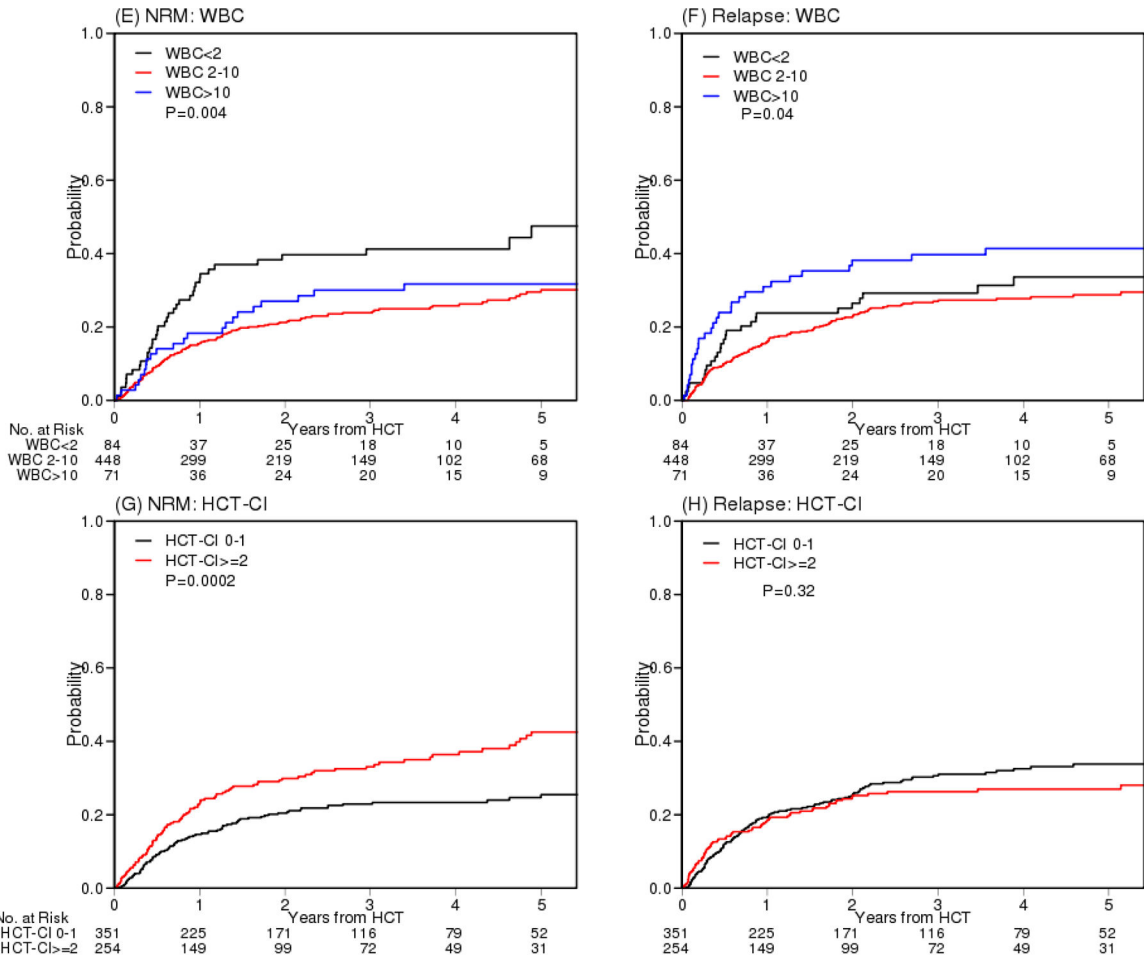 (E) NRM: WBC
1.0
0.8
0.6
0.4
0.2
0.0
Probability
WBC<2
WBC 2-10
WBC>10
P=0.004
0 1 2 3 4 5
Years from HCT
No. at Risk
WBC<2 84 37 25 18 10 5
WBC 2-10 448 299 219 149 102 68
WBC>10 71 36 24 20 15 9
(F) Relapse: WBC
1.0
0.8
0.6
0.4
0.2
0.0
Probability
WBC<2
WBC 2-10
WBC>10
P=0.04
0 1 2 3 4 5
Years from HCT
84 37 25 18 10 5
448 299 219 149 102 68
71 36 24 20 15 9
(G) NRM: HCT-CI
1.0
0.8
0.6
0.4
0.2
0.0
Probability
HCT-CI 0-1
HCT-CI>=2
P=0.0002
0 1 2 3 4 5
Years from HCT
No. at Risk
HCT-CI 0-1 351 225 171 116 79 52
HCT-CI>=2 254 149 99 72 49 31
(H) Relapse: HCT-CI
1.0
0.8
0.6
0.4
0.2
0.0
Probability
HCT-CI 0-1
HCT-CI>=2
P=0.32
0 1 2 3 4 5
Years from HCT
351 225 171 116 79 52
254 149 99 72 49 31